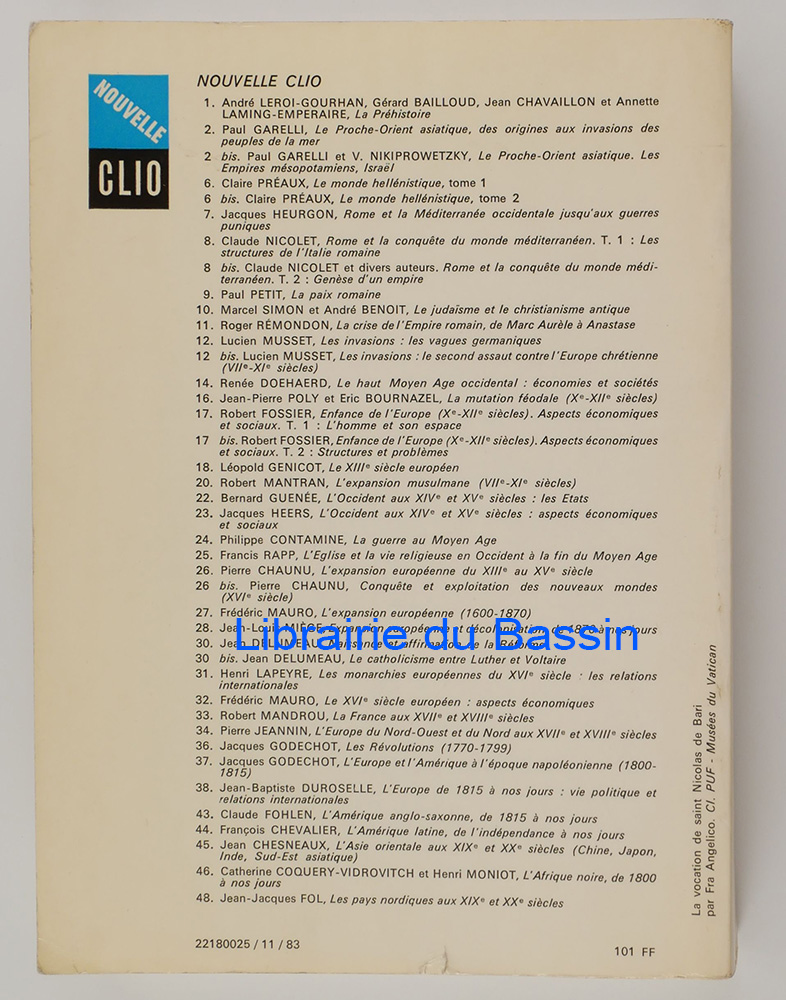 NOUVELLE
CLIO
NOUVELLE CLIO
1. André LEROI-GOURHAN, Gérard BAILLOUD, Jean CHAVAILLON et Annette
LAMING-EMPERAIRE, La Préhistoire
2. Paul GARELLI, Le Proche-Orient asiatique, des origines aux invasions des
peuples de la mer
2 bis. Paul GARELLI et V. NIKIPROWETZKY, Le Proche-Orient asiatique. Les
Empires mésopotamiens, Israël
6. Claire PRÉAUX, Le monde hellénistique, tome 1
6 bis. Claire PRÉAUX, Le monde hellénistique, tome 2
7. Jacques HEURGON, Rome et la Méditerranée occidentale jusqu'aux guerres
puniques
8. Claude NICOLET, Rome et la conquête du monde méditerranéen. T. 1 : Les
structures de l'Italie romaine
8 bis. Claude NICOLET et divers auteurs. Rome et la conquête du monde médi-
terranéen. T. 2 : Genèse d'un empire
9. Paul PETIT, La paix romaine
10. Marcel SIMON et André BENOIT, Le judaïsme et le christianisme antique
11. Roger RÉMONDON, La crise de l'Empire romain, de Marc Aurèle à Anastase
12. Lucien MUSSET, Les invasions : les vagues germaniques
12 bis. Lucien MUSSET, Les invasions : le second assaut contre l'Europe chrétienne
(VIIe-XIe siècles)
14. Renée DOEHAERD, Le haut Moyen Age occidental : économies et sociétés
16. Jean-Pierre POLY et Eric BOURNAZEL, La mutation féodale (Xe-XIIe siècles)
17. Robert FOSSIER, Enfance de l'Europe (Xe-XIIe siècles). Aspects économiques
et sociaux. T. 1 : L'homme et son espace
17 bis. Robert FOSSIER, Enfance de l'Europe (Xe-XIIe siècles). Aspects économiques
et sociaux. T. 2 : Structures et problèmes
18. Léopold GENICOT, Le XIIIe siècle européen
20. Robert MANTRAN, L'expansion musulmane (VIIe-XIe siècles)
22. Bernard GUENÉE, L'Occident aux XIVe et XVe siècles : les Etats
23. Jacques HEERS, L'Occident aux XIVe et XVe siècles : aspects économiques
et sociaux
24. Philippe CONTAMINE, La guerre au Moyen Age
25. Francis RAPP, L'Eglise et la vie religieuse en Occident à la fin du Moyen Age
26. Pierre CHAUNU, L'expansion européenne du XIIIe au XVe siècle
26 bis. Pierre CHAUNU, Conquête et exploitation des nouveaux mondes
(XVIe siècle)
27. Frédéric MAURO, L'expansion européenne (1600-1870)
28. Jean-Louis MIÈGE, Expansion européenne et décolonisation, de 1870 à nos jours
Librairie du Bassin
30. Jean DELUMEAU, Naissance et affirmation de la Réforme
30 bis. Jean DELUMEAU, Le catholicisme entre Luther et Voltaire
31. Henri LAPEYRE, Les monarchies européennes du XVIe siècle : les relations
internationales
32. Frédéric MAURO, Le XVIe siècle européen : aspects économiques
33. Robert MANDROU, La France aux XVIIe et XVIIIe siècles
34. Pierre JEANNIN, L'Europe du Nord-Ouest et du Nord aux XVIIe et XVIIIe siècles
36. Jacques GODECHOT, Les Révolutions (1770-1799)
37. Jacques GODECHOT, L'Europe et l'Amérique à l'époque napoléonienne (1800-
1815)
38. Jean-Baptiste DUROSELLE, L'Europe de 1815 à nos jours : vie politique et
relations internationales
43. Claude FOHLEN, L'Amérique anglo-saxonne, de 1815 à nos jours
44. François CHEVALIER, L'Amérique latine, de l'indépendance à nos jours
45. Jean CHESNEAUX, L'Asie orientale aux XIXe et XXe siècles (Chine, Japon,
Inde, Sud-Est asiatique)
46. Catherine COQUERY-VIDROVITCH et Henri MONIOT, L'Afrique noire, de 1800
à nos jours
48. Jean-Jacques FOL, Les pays nordiques aux XIXe et XXe siècles
22180025 / 11 / 83
101 FF
La vocation de saint Nicolas de Bari
par Fra Angelico. Cl. PUF - Musées du Vatican